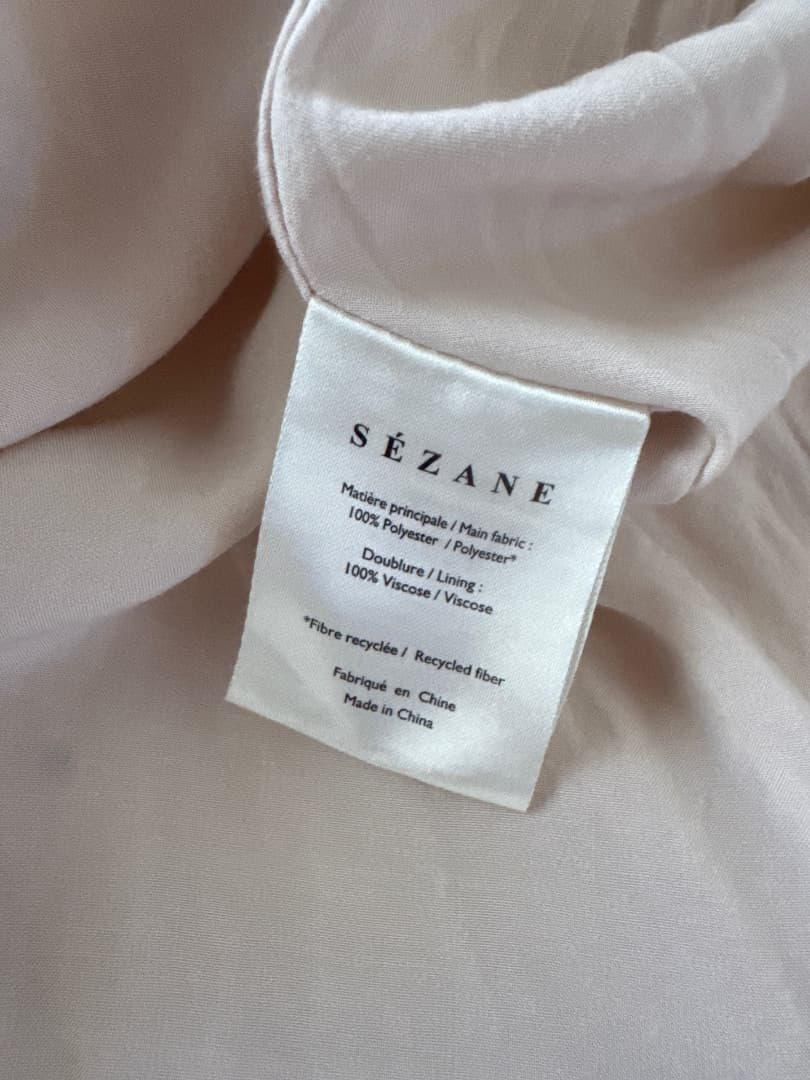 SÉZANE
Matière principale / Main fabric :
100% Polyester / Polyester*
Doublure / Lining :
100% Viscose / Viscose
*Fibre recyclée / Recycled fiber
Fabriqué en Chine
Made in China